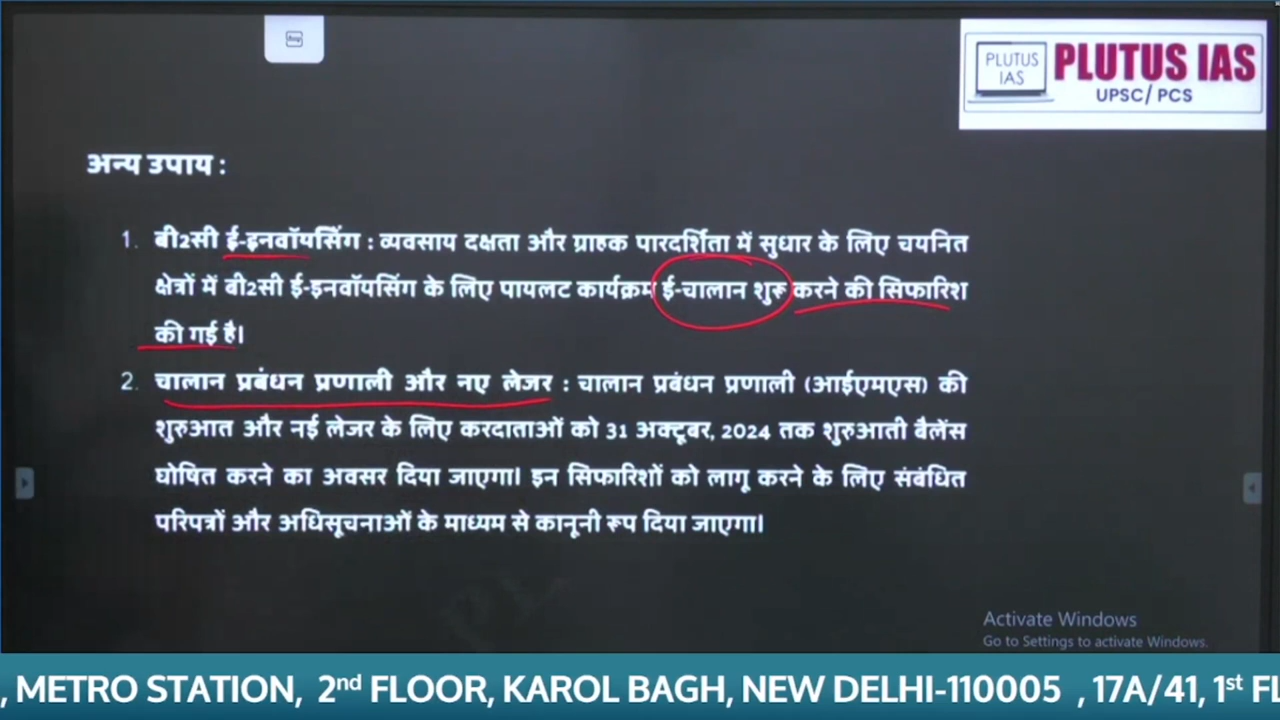 PLUTUS IAS
PLUTUS IAS
UPSC/ PCS
अन्य उपाय :
1. बी2सी ई-इनवॉयसिंग : व्यवसाय दक्षता और ग्राहक पारदर्शिता में सुधार के लिए चयनित
क्षेत्रों में बी2सी ई-इनवॉयसिंग के लिए पायलट कार्यक्रम ई-चालान शुरू करने की सिफारिश
की गई है।
2. चालान प्रबंधन प्रणाली और नए लेजर : चालान प्रबंधन प्रणाली (आईएमएस) की
शुरुआत और नई लेजर के लिए करदाताओं को 31 अक्टूबर, 2024 तक शुरुआती बैलेंस
घोषित करने का अवसर दिया जाएगा। इन सिफारिशों को लागू करने के लिए संबंधित
परिपत्रों और अधिसूचनाओं के माध्यम से कानूनी रूप दिया जाएगा।
Activate Windows
Go to Settings to activate Windows.
, METRO STATION, 2nd FLOOR, KAROL BAGH, NEW DELHI-110005 , 17A/41, 1st FL